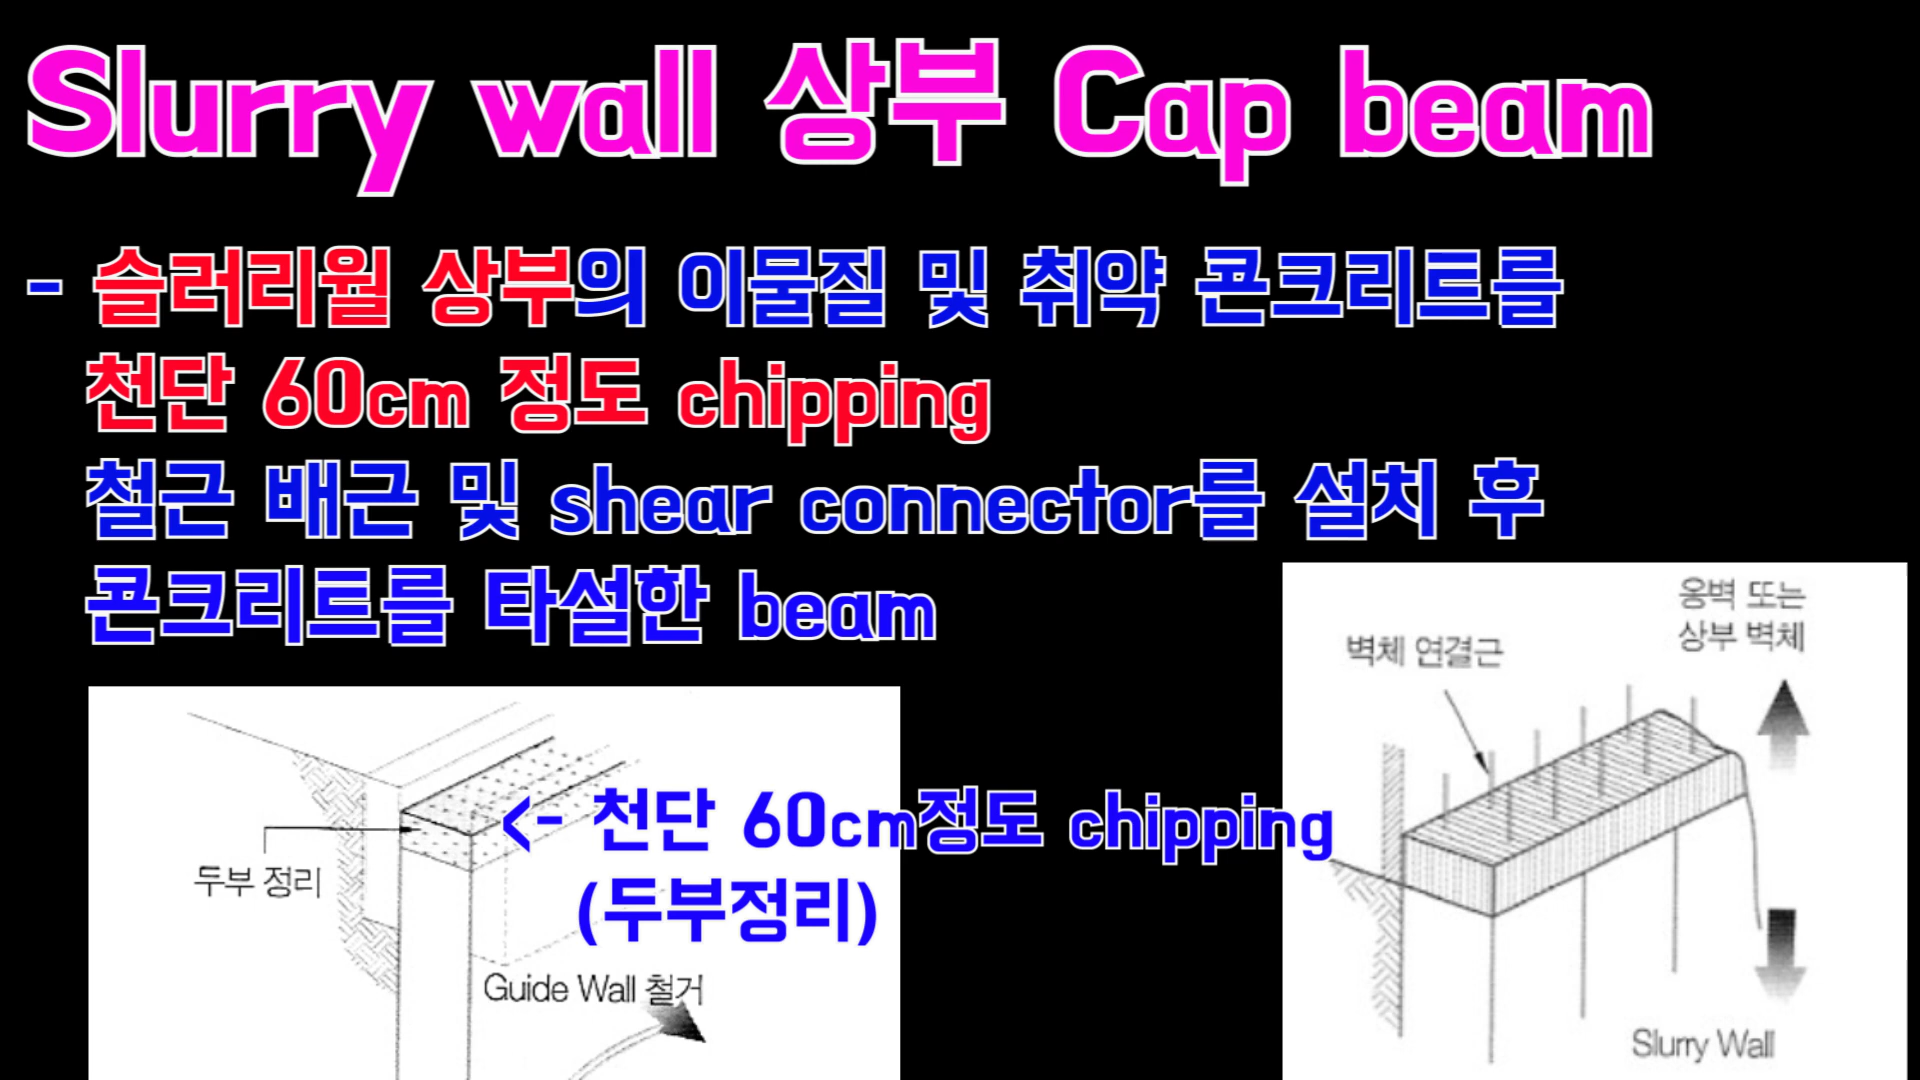 Slurry wall 상부 Cap beam
- 슬러리월 상부의 이물질 및 취약 콘크리트를
천단 60cm 정도 chipping
철근 배근 및 shear connector를 설치 후
콘크리트를 타설한 beam
옹벽 또는
상부 벽체
벽체 연결근
<- 천단 60cm정도 chipping
(두부정리)
두부 정리
Guide Wall 철거
Slurry Wall